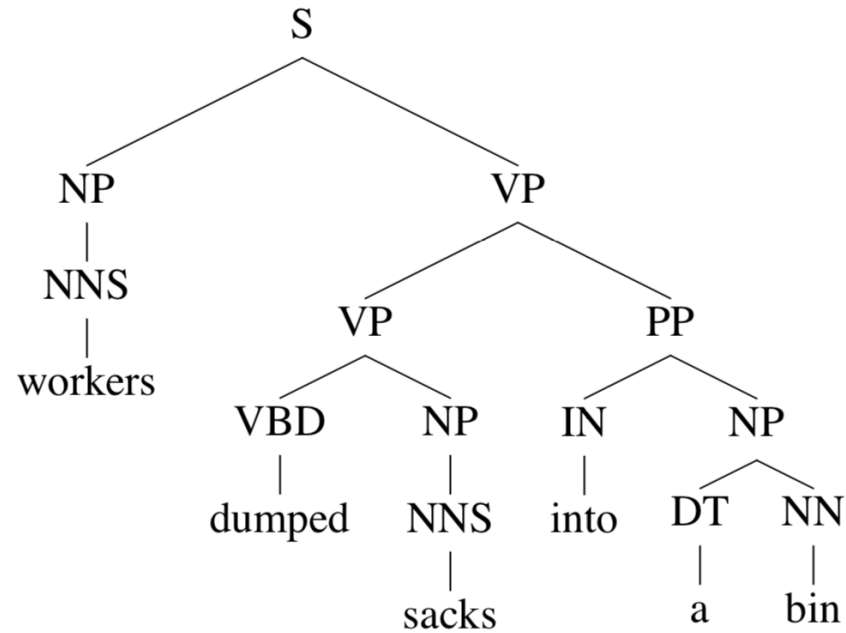 S
NP VP
NNS VP PP
workers VBD NP IN NP
dumped NNS into DT NN
sacks a bin